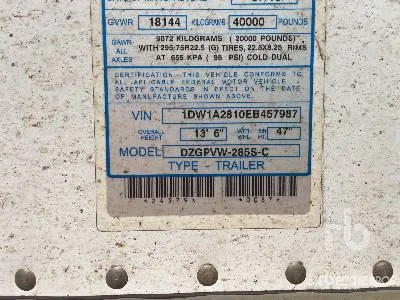 GVWR 18144 KILOGRAMS 40000 POUNDS
GAWR- 9072 KILOGRAMS ( 20000 POUNDS)
ALL WITH 295/75R22.5 (G) TIRES, 22.5X8.25 RIMS
AXLES AT 655 KPA ( 95 PSI) COLD DUAL
CERTIFICATION - THIS VEHICLE CONFORMS TO
ALL APPLICABLE FEDERAL MOTOR VEHICLE
SAFETY STANDARDS IN EFFECT ON THE DATE
OF MANUFACTURE SHOWN ABOVE.
VIN 1DW1A2810EB457987
OVERALL HEIGHT 13' 6" 47"
MODEL DZGPVW-285S-C
TYPE - TRAILER
rb